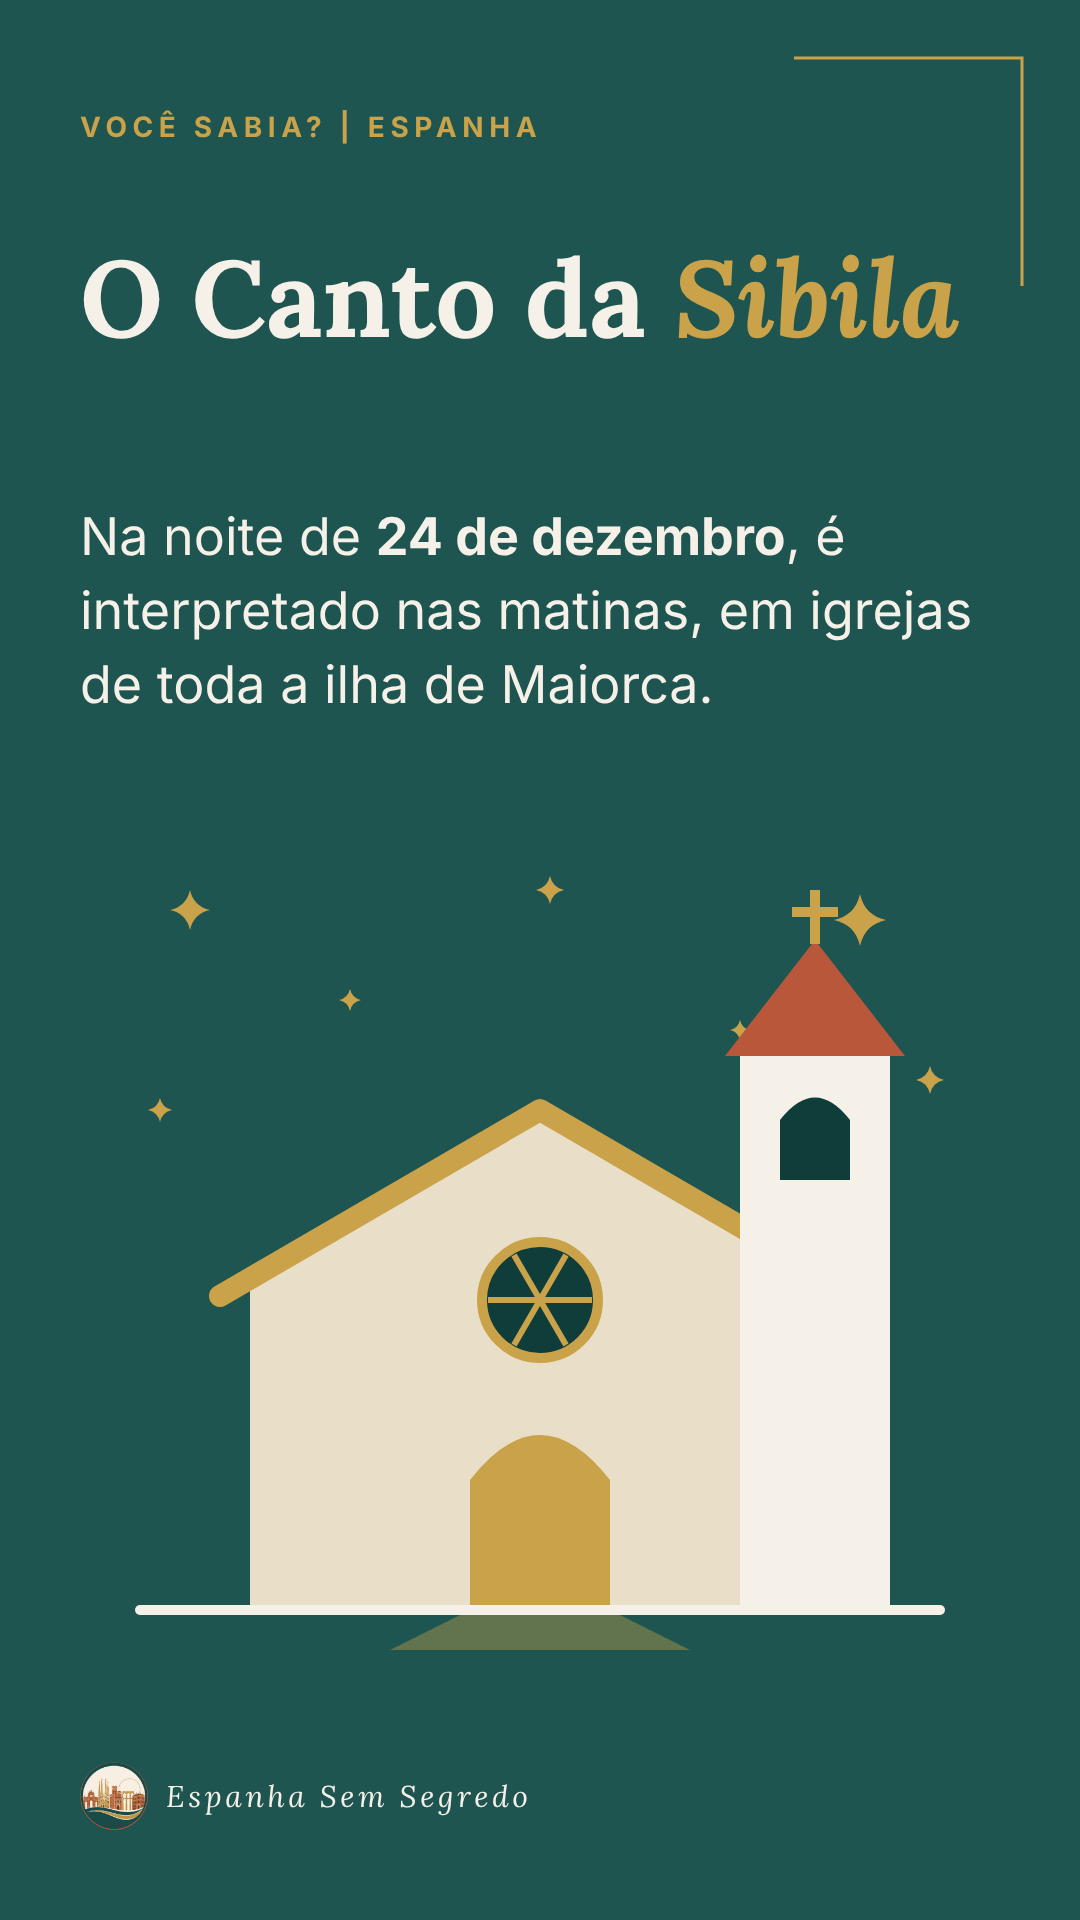 VOCÊ SABIA? | ESPANHA
O Canto da Sibila
Na noite de 24 de dezembro, é
interpretado nas matinas, em igrejas
de toda a ilha de Maiorca.
Espanha Sem Segredo